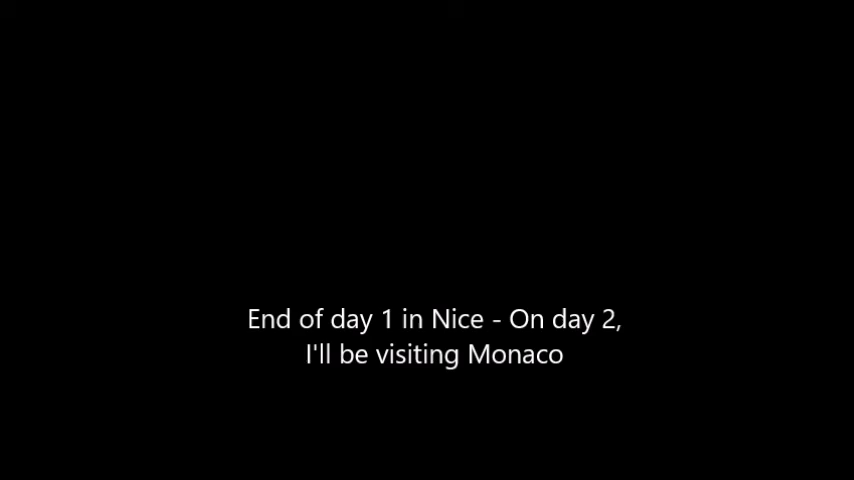 End of day 1 in Nice - On day 2,
I'll be visiting Monaco